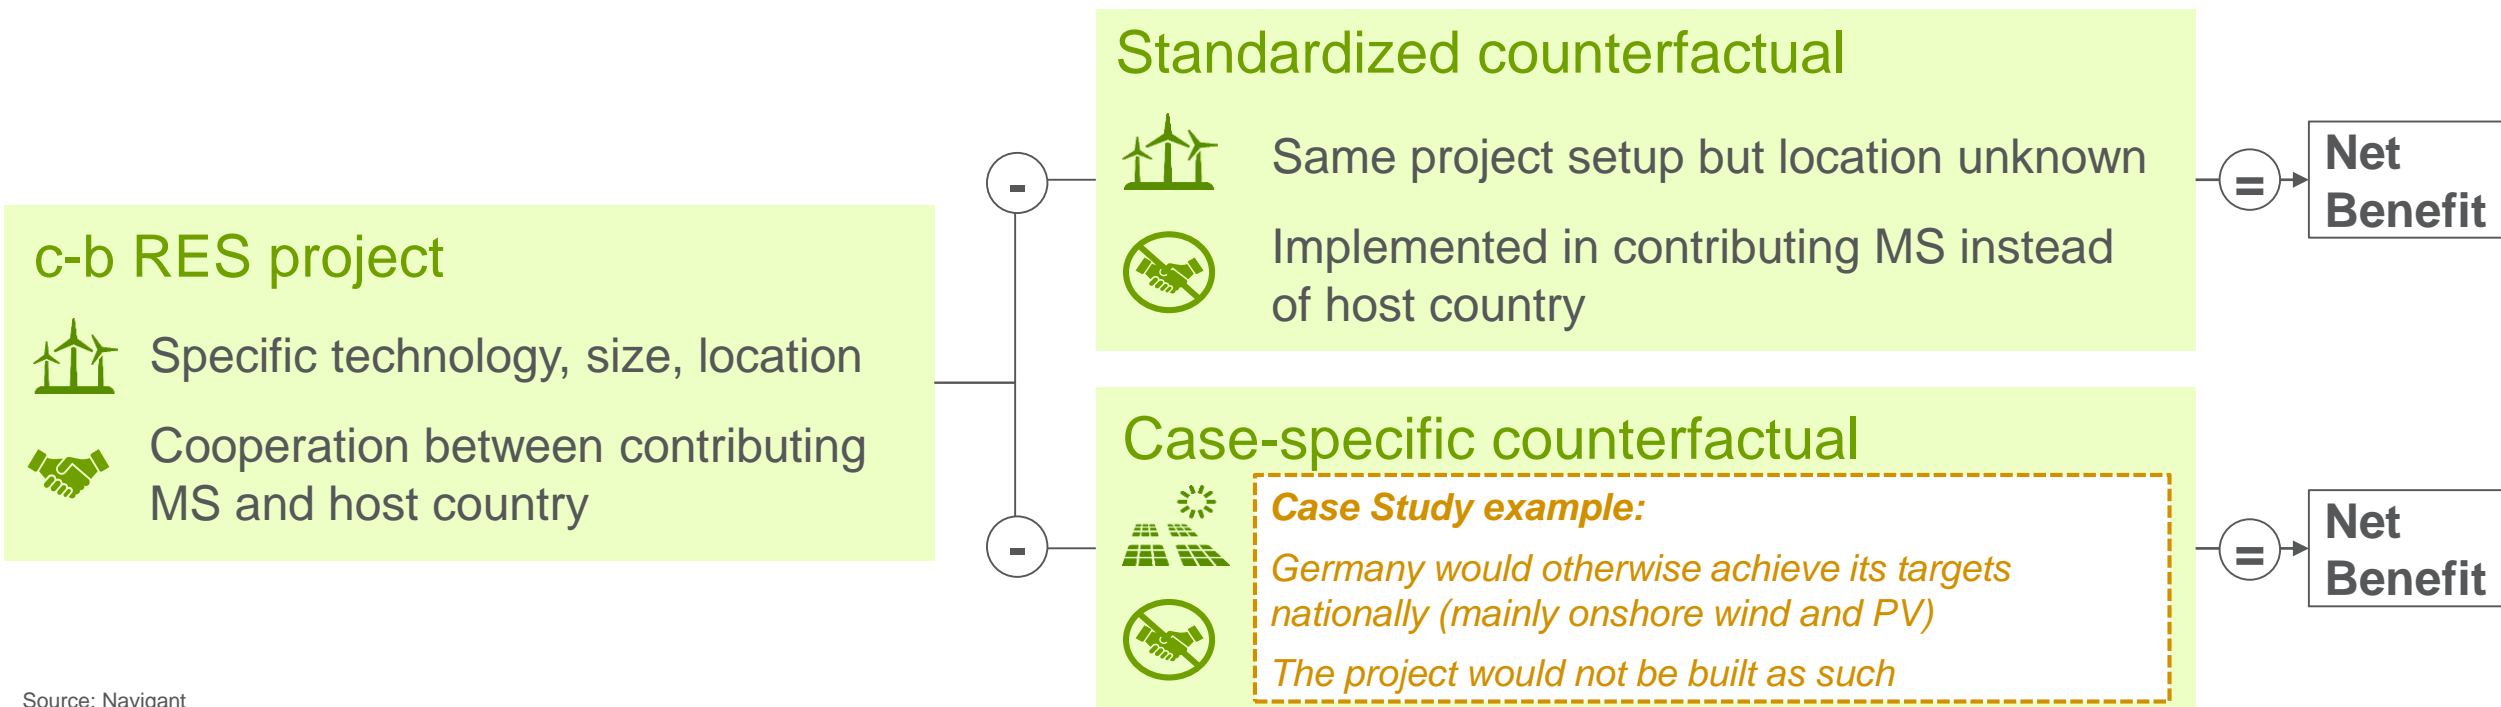 c-b RES project
Specific technology, size, location
Cooperation between contributing
MS and host country
-
-
Standardized counterfactual
Same project setup but location unknown
Implemented in contributing MS instead
of host country
=
Net
Benefit
Case-specific counterfactual
Case Study example:
Germany would otherwise achieve its targets
nationally (mainly onshore wind and PV)
The project would not be built as such
=
Net
Benefit
Source: Navigant